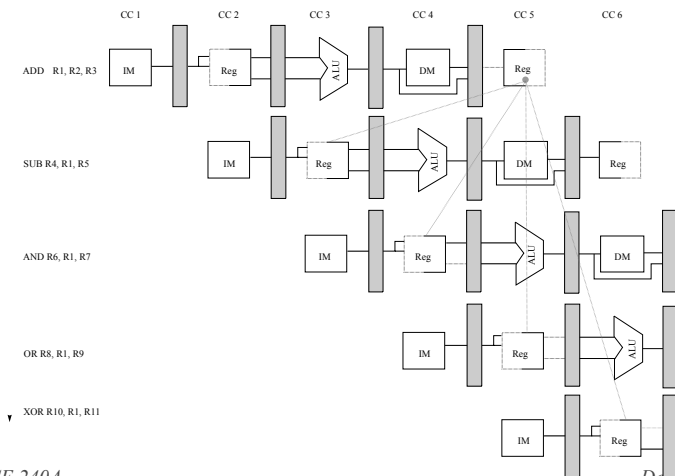 CC 1 CC 2 CC 3 CC 4 CC 5 CC 6
ADD R1, R2, R3 IM Reg ALU DM Reg
SUB R4, R1, R5 IM Reg ALU DM Reg
AND R6, R1, R7 IM Reg ALU DM
OR R8, R1, R9 IM Reg ALU
XOR R10, R1, R11
IM Reg